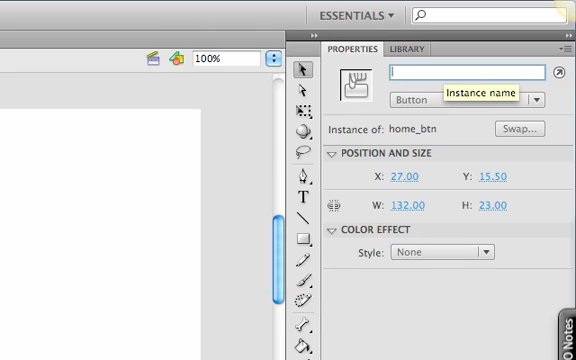 ESSENTIALS
PROPERTIES LIBRARY
100%
Instance name
Button
Instance of: home_btn Swap...
POSITION AND SIZE
X: 27.00 Y: 15.50
W: 132.00 H: 23.00
COLOR EFFECT
Style: None
Notes